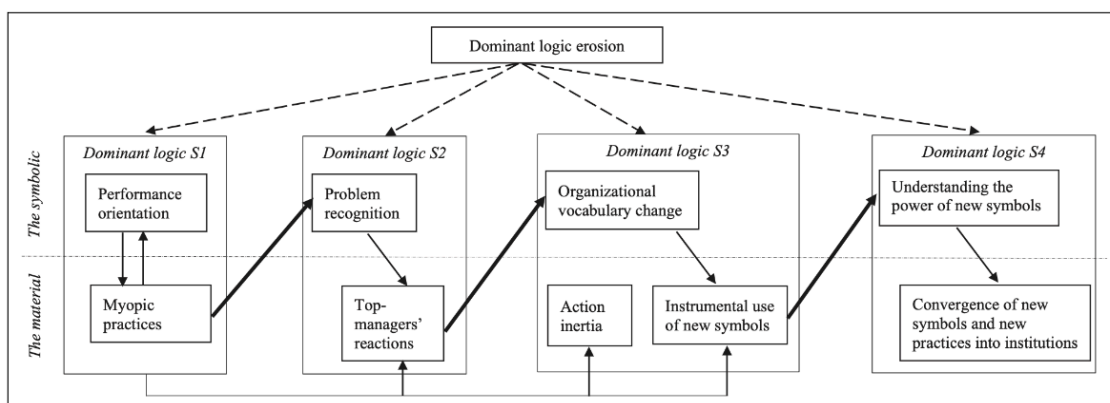 Dominant logic erosion
The symbolic
The material
Dominant logic S1
Performance
orientation
Myopic
practices
Dominant logic S2
Problem
recognition
Top-
managers'
reactions
Dominant logic S3
Organizational
vocabulary change
Action
inertia
Instrumental use
of new symbols
Dominant logic S4
Understanding the
power of new symbols
Convergence of new
symbols and new
practices into institutions